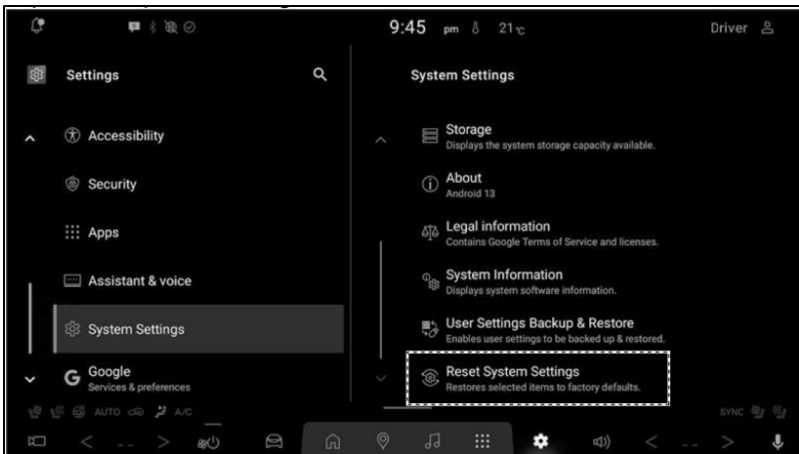 9:45 pm 21°C Driver
Settings
Accessibility
Security
Apps
Assistant & voice
System Settings
G Google
Services & preferences
System Settings
Storage
Displays the system storage capacity available.
About
Android 13
Legal information
Contains Google Terms of Service and licenses.
System Information
Displays system software information.
User Settings Backup & Restore
Enables user settings to be backed up & restored.
Reset System Settings
Restores selected items to factory defaults.
AUTO A/C SYNC
< -- > < -- >